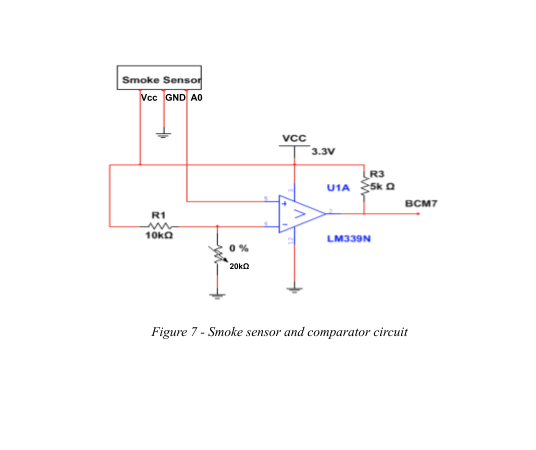 Smoke Sensor
Vcc GND A0
VCC
3.3V
R3
5k Ω
U1A
BCM7
R1
10kΩ
LM339N
0 %
20kΩ
Figure 7 - Smoke sensor and comparator circuit